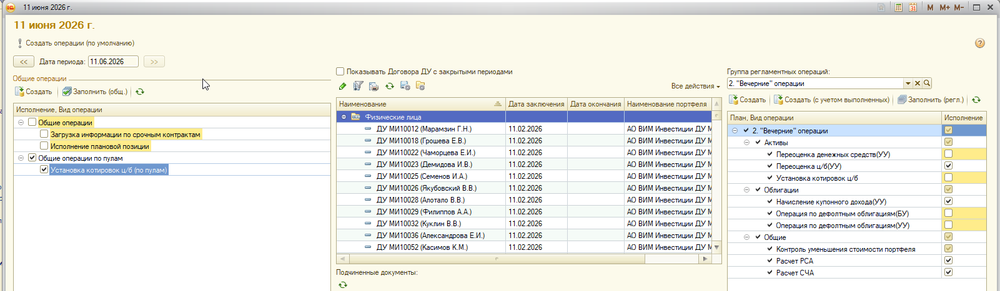 11 июня 2026 г.
M M+ M-
11 июня 2026 г.
Создать операции (по умолчанию)
?
<< Дата периода: 11.06.2026 >>
Общие операции
Создать Заполнить (общ.)
Исполнение, Вид операции
Общие операции
Загрузка информации по срочным контрактам
Исполнение плановой позиции
Общие операции по пулам
Установка котировок ц/б (по пулам)
Показывать Договора ДУ с закрытыми периодами
Все действия
Наименование Дата заключения Дата окончания Наименование портфеля
Физические лица
ДУ МИ10012 (Марамзин Г.Н.) 11.02.2026 АО ВИМ Инвестиции ДУ М
ДУ МИ10018 (Грошева Е.В.) 11.02.2026 АО ВИМ Инвестиции ДУ М
ДУ МИ10022 (Чаморцева Е.И.) 11.02.2026 АО ВИМ Инвестиции ДУ М
ДУ МИ10023 (Демидова И.В.) 11.02.2026 АО ВИМ Инвестиции ДУ М
ДУ МИ10025 (Семенов И.А.) 11.02.2026 АО ВИМ Инвестиции ДУ М
ДУ МИ10026 (Якубовский В.В.) 11.02.2026 АО ВИМ Инвестиции ДУ М
ДУ МИ10028 (Алотало В.В.) 11.02.2026 АО ВИМ Инвестиции ДУ М
ДУ МИ10029 (Филиппов А.А.) 11.02.2026 АО ВИМ Инвестиции ДУ М
ДУ МИ10032 (Куклин В.В.) 11.02.2026 АО ВИМ Инвестиции ДУ М
ДУ МИ10036 (Александрова Е.И.) 11.02.2026 АО ВИМ Инвестиции ДУ М
ДУ МИ10052 (Касимов К.М.) 11.02.2026 АО ВИМ Инвестиции ДУ М
Подчиненные документы:
Группа регламентных операций:
2. "Вечерние" операции
Создать Создать (с учетом выполненных) Заполнить (регл.)
План, Вид операции Исполнение
2. "Вечерние" операции
Активы
Переоценка денежных средств(УУ)
Переоценка ц/б(УУ)
Установка котировок ц/б
Облигации
Начисление купонного дохода(УУ)
Операция по дефолтным облигациям(БУ)
Операция по дефолтным облигациям(УУ)
Общие
Контроль уменьшения стоимости портфеля
Расчет РСА
Расчет СЧА